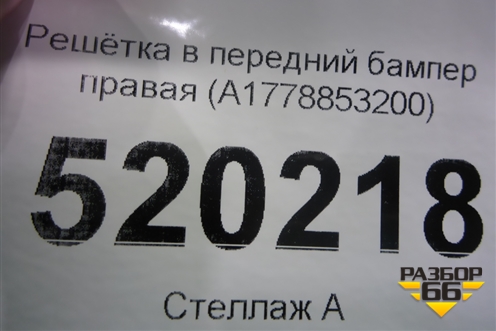 Решётка в передний бампер
правая (A1778853200)
520218
Стеллаж А
РАЗБОР
66